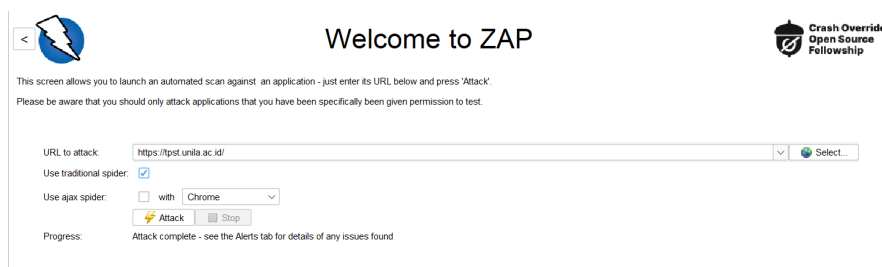 <
Welcome to ZAP
Crash Override
Open Source
Fellowship
This screen allows you to launch an automated scan against an application - just enter its URL below and press 'Attack'.
Please be aware that you should only attack applications that you have been specifically been given permission to test.
URL to attack: https://tpst.unila.ac.id/ Select...
Use traditional spider:
Use ajax spider: with Chrome
Attack Stop
Progress: Attack complete - see the Alerts tab for details of any issues found